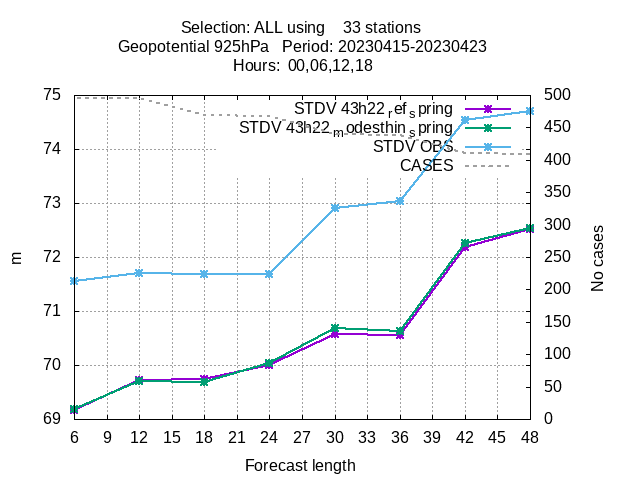 Selection: ALL using 33 stations
Geopotential 925hPa Period: 20230415-20230423
Hours: 00,06,12,18
STDV 43h22_ref_spring
STDV 43h22_modesthin_spring
STDV OBS
CASES
75
74
73
72
71
70
69
m
500
450
400
350
300
250
200
150
100
50
0
No cases
6 9 12 15 18 21 24 27 30 33 36 39 42 45 48
Forecast length